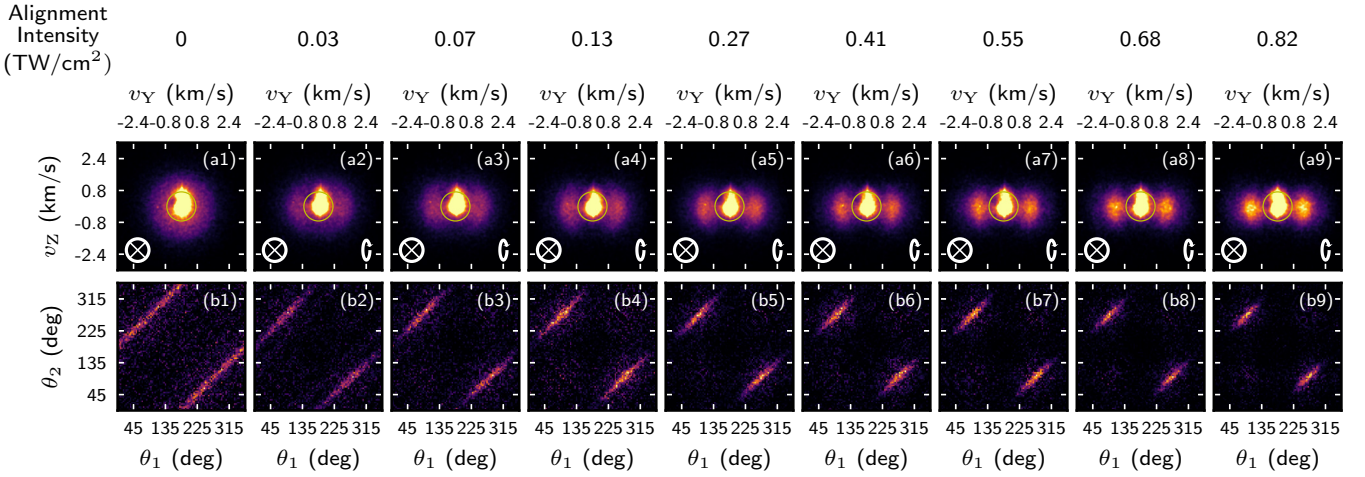 Alignment
Intensity
(TW/cm²)
0 0.03 0.07 0.13 0.27 0.41 0.55 0.68 0.82
v_Y (km/s) v_Y (km/s) v_Y (km/s) v_Y (km/s) v_Y (km/s) v_Y (km/s) v_Y (km/s) v_Y (km/s) v_Y (km/s)
-2.4 -0.8 0.8 2.4 -2.4 -0.8 0.8 2.4 -2.4 -0.8 0.8 2.4 -2.4 -0.8 0.8 2.4 -2.4 -0.8 0.8 2.4 -2.4 -0.8 0.8 2.4 -2.4 -0.8 0.8 2.4 -2.4 -0.8 0.8 2.4 -2.4 -0.8 0.8 2.4
v_Z (km/s)
2.4
0.8
-0.8
-2.4
(a1) (a2) (a3) (a4) (a5) (a6) (a7) (a8) (a9)
θ₂ (deg)
315
225
135
45
(b1) (b2) (b3) (b4) (b5) (b6) (b7) (b8) (b9)
45 135 225 315 45 135 225 315 45 135 225 315 45 135 225 315 45 135 225 315 45 135 225 315 45 135 225 315 45 135 225 315 45 135 225 315
θ₁ (deg) θ₁ (deg) θ₁ (deg) θ₁ (deg) θ₁ (deg) θ₁ (deg) θ₁ (deg) θ₁ (deg) θ₁ (deg)